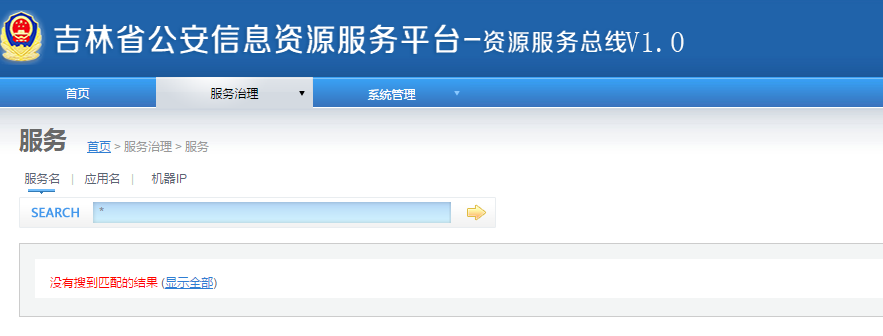 吉林省公安信息资源服务平台-资源服务总线V1.0
首页 服务治理 系统管理
服务 首页 > 服务治理 > 服务
服务名 | 应用名 | 机器IP
SEARCH *
没有搜到匹配的结果 (显示全部)